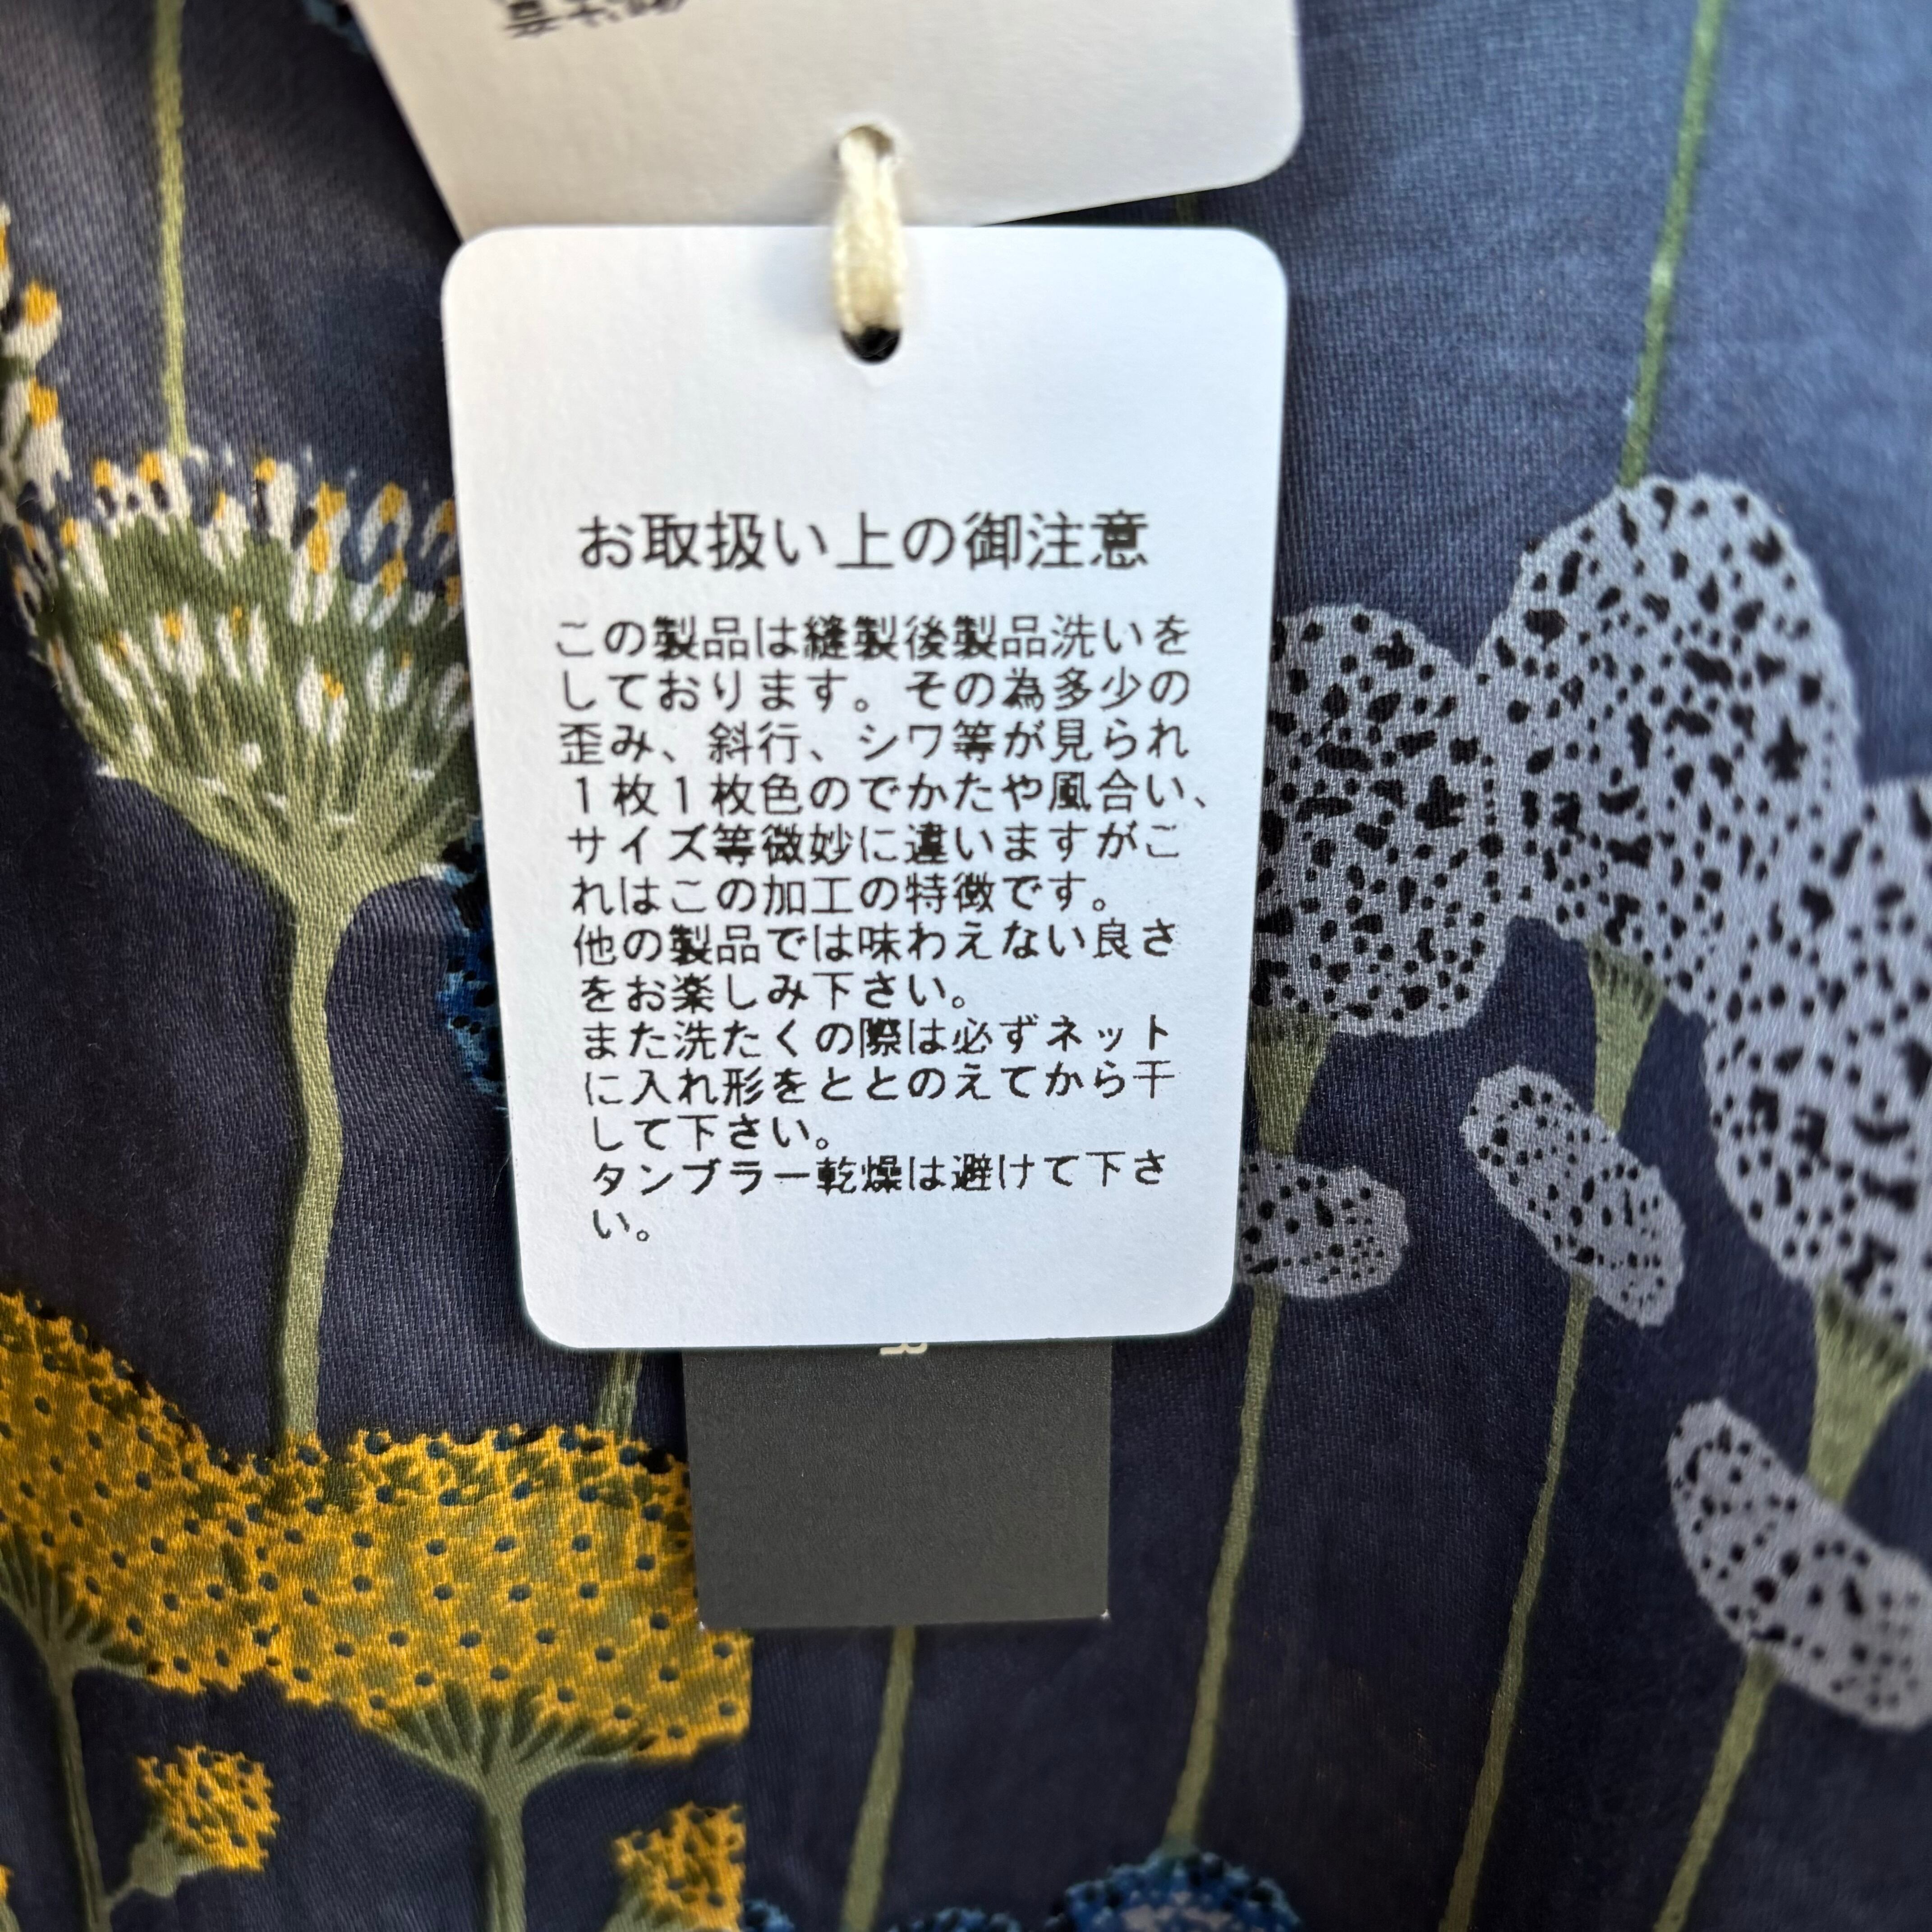 お取扱い上の御注意
この製品は縫製後製品洗いを
しております。その為多少の
歪み、斜行、シワ等が見られ
1枚1枚色のでかたや風合い、
サイズ等微妙に違いますがこ
れはこの加工の特徴です。
他の製品では味わえない良さ
をお楽しみ下さい。
また洗たくの際は必ずネット
に入れ形をととのえてから干
して下さい。
タンブラー乾燥は避けて下さ
い。
R